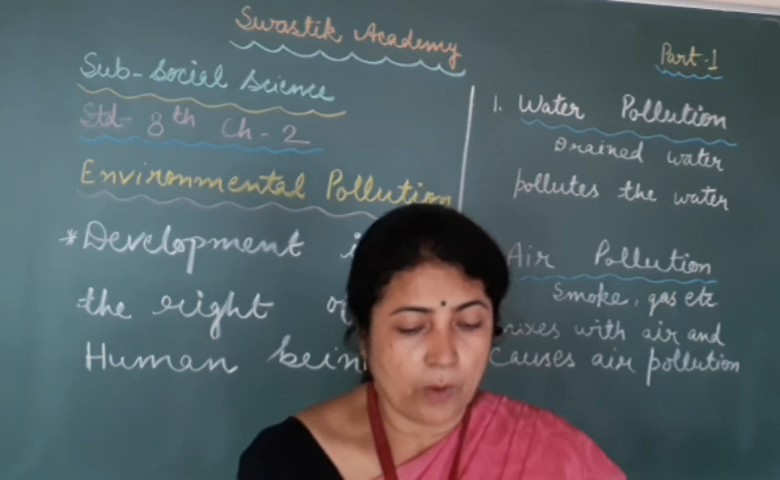 Swastik Academy
Part-1
Sub-Social Science
Std- 8th Ch-2
Environmental Pollution
*Development
the right
Human
1. Water Pollution
Drained water
pollutes the water
Air Pollution
Smoke, gas etc
mixes with air and
causes air pollution